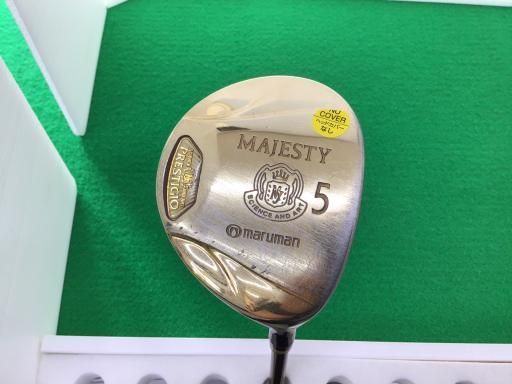 NO
COVER
ヘッドカバー
なし
MAJESTY
PRESTIGIO
SCIENCE AND ART
5
maruman